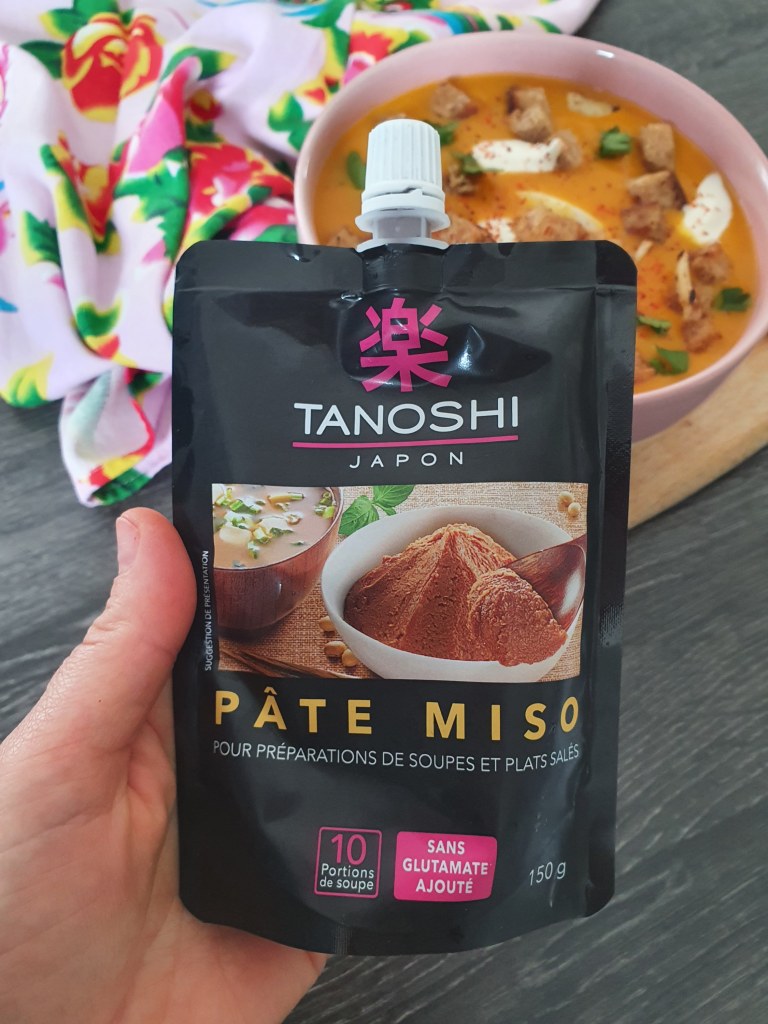 楽
TANOSHI
JAPON
SUGGESTION DE PRÉSENTATION
PÂTE MISO
POUR PRÉPARATIONS DE SOUPES ET PLATS SALÉS
10
Portions
de soupe
SANS
GLUTAMATE
AJOUTÉ
150 g